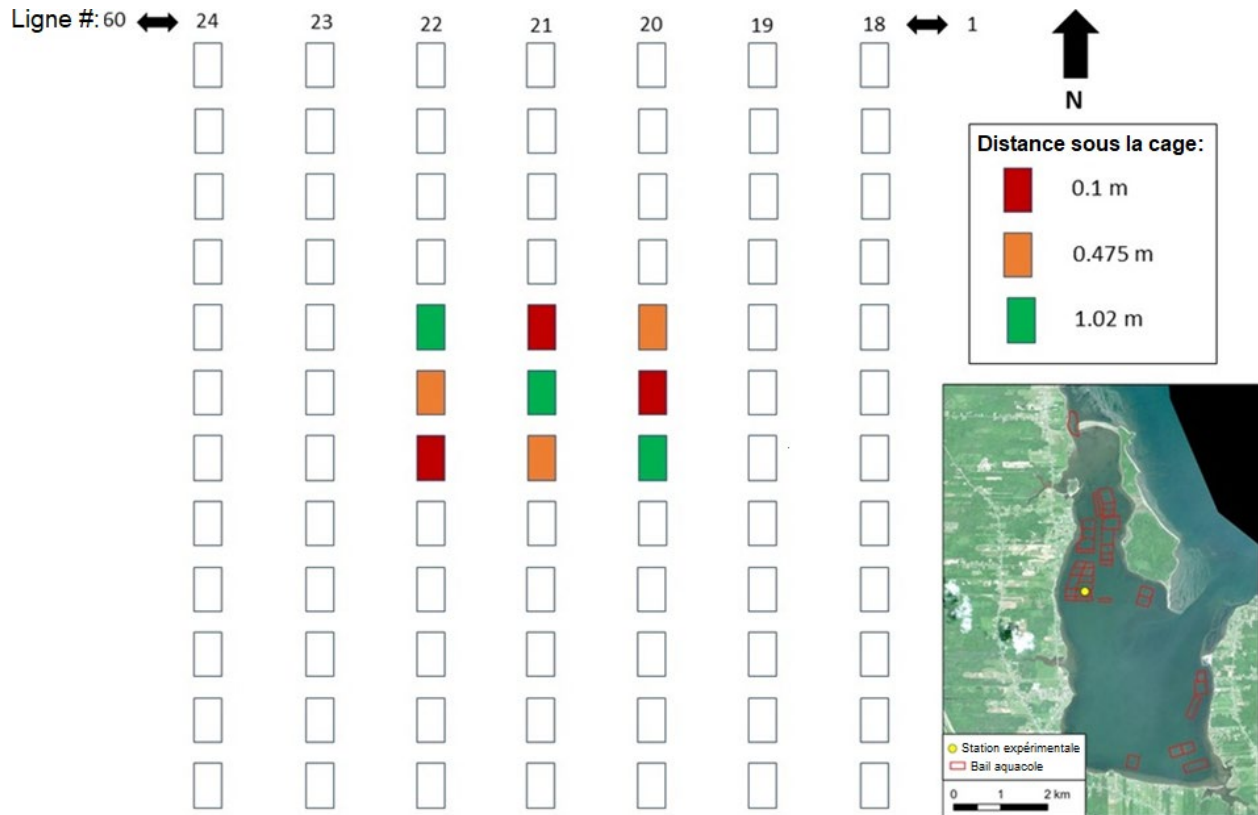 Ligne #: 60 24 23 22 21 20 19 18 1
N
Distance sous la cage:
0.1 m
0.475 m
1.02 m
Station expérimentale
Bail aquacole
0 1 2 km